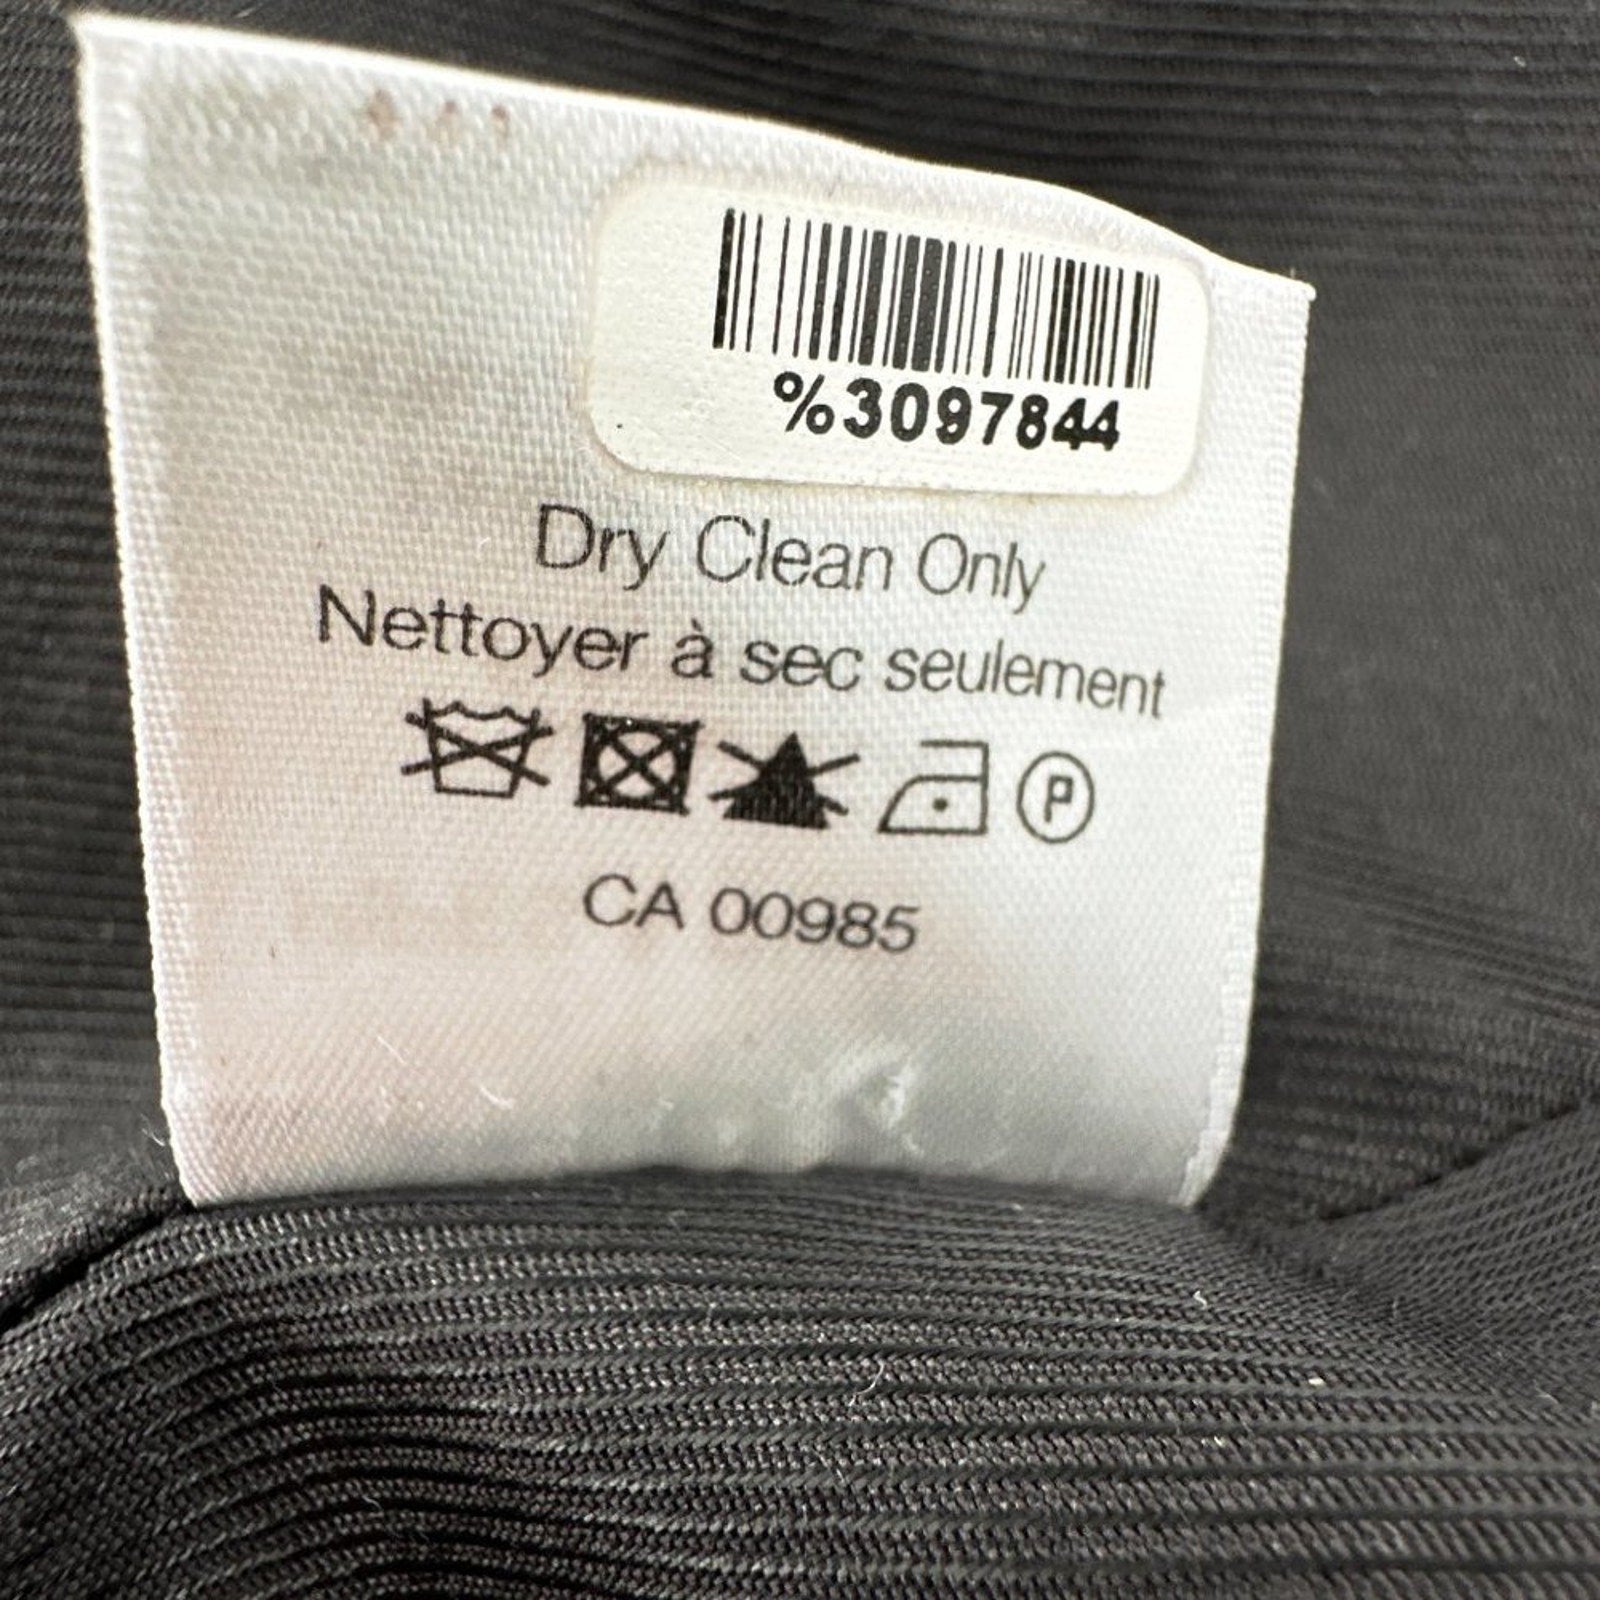 %3097844
Dry Clean Only
Nettoyer à sec seulement
P
CA 00985